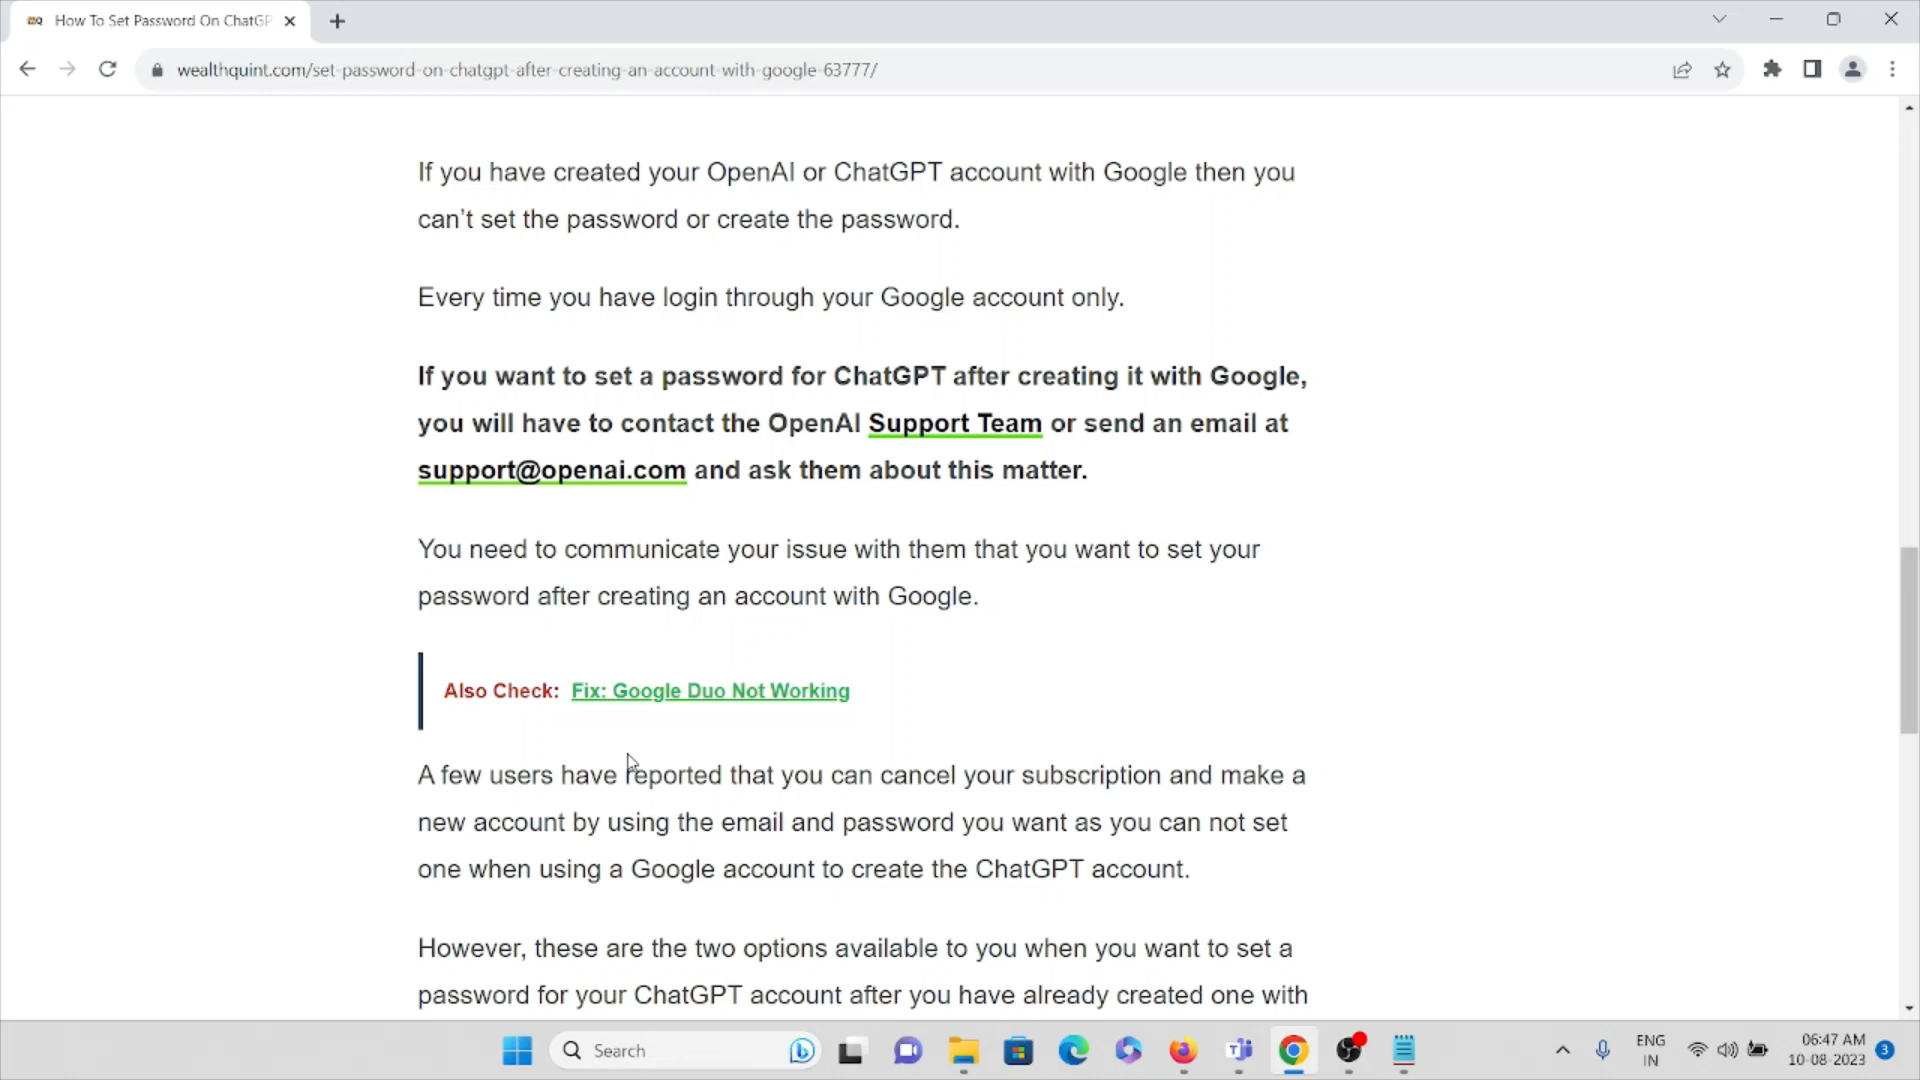 How To Set Password On ChatGP
wealthquint.com/set-password-on-chatgpt-after-creating-an-account-with-google-63777/
If you have created your OpenAI or ChatGPT account with Google then you
can’t set the password or create the password.
Every time you have login through your Google account only.
If you want to set a password for ChatGPT after creating it with Google,
you will have to contact the OpenAI Support Team or send an email at
support@openai.com and ask them about this matter.
You need to communicate your issue with them that you want to set your
password after creating an account with Google.
Also Check: Fix: Google Duo Not Working
A few users have reported that you can cancel your subscription and make a
new account by using the email and password you want as you can not set
one when using a Google account to create the ChatGPT account.
However, these are the two options available to you when you want to set a
password for your ChatGPT account after you have already created one with
Search
ENG
IN
06:47 AM
10-08-2023
3